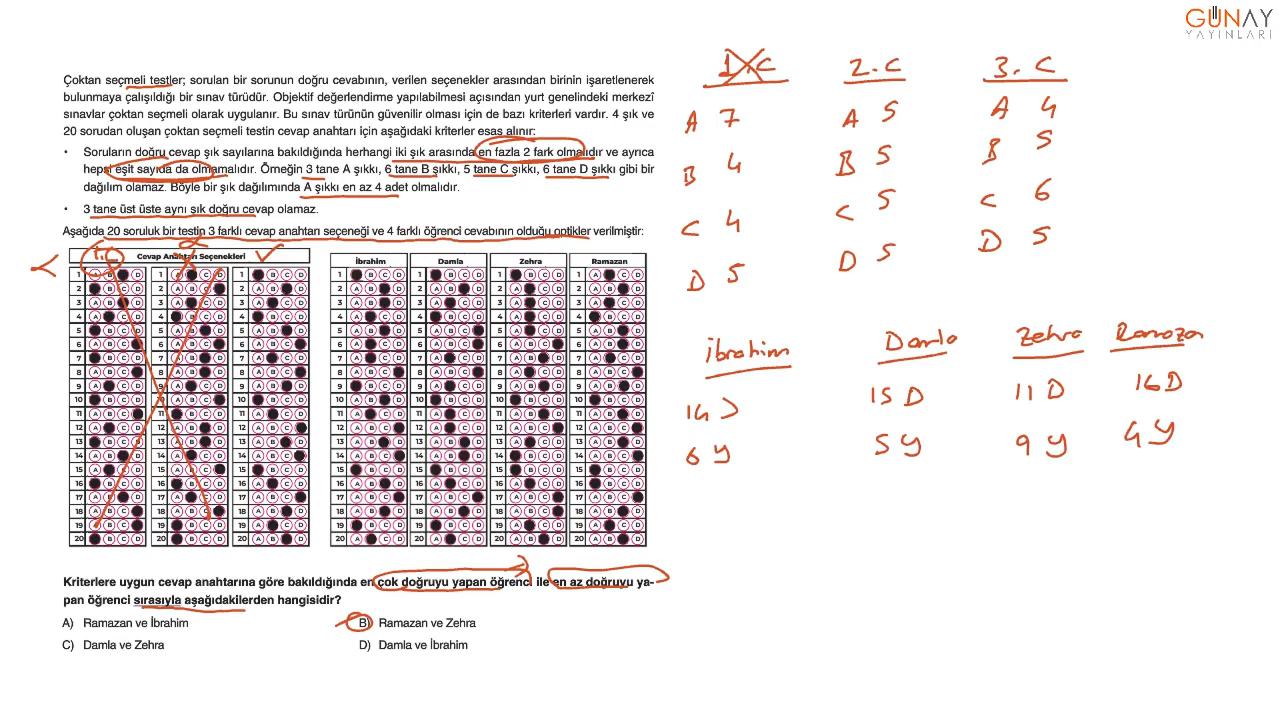 GÜNAY
YAYINLARI
Çoktan seçmeli testler; sorulan bir sorunun doğru cevabının, verilen seçenekler arasından birinin işaretlenerek
bulunmaya çalışıldığı bir sınav türüdür. Objektif değerlendirme yapılabilmesi açısından yurt genelindeki merkezî
sınavlar çoktan seçmeli olarak uygulanır. Bu sınav türünün güvenilir olması için de bazı kriterleri vardır. 4 şık ve
20 sorudan oluşan çoktan seçmeli testin cevap anahtarı için aşağıdaki kriterler esas alınır:
• Soruların doğru cevap şık sayılarına bakıldığında herhangi iki şık arasında en fazla 2 fark olmalıdır ve ayrıca
hepsi eşit sayıda da olmamalıdır. Örneğin 3 tane A şıkkı, 6 tane B şıkkı, 5 tane C şıkkı, 6 tane D şıkkı gibi bir
dağılım olamaz. Böyle bir şık dağılımında A şıkkı en az 4 adet olmalıdır.
• 3 tane üst üste aynı şık doğru cevap olamaz.
Aşağıda 20 soruluk bir testin 3 farklı cevap anahtarı seçeneği ve 4 farklı öğrenci cevabının olduğu optikler verilmiştir:
Cevap Anahtarı Seçenekleri
İbrahim Damla Zehra Ramazan
Kriterlere uygun cevap anahtarına göre bakıldığında en çok doğruyu yapan öğrenci ile en az doğruyu ya-
pan öğrenci sırasıyla aşağıdakilerden hangisidir?
A) Ramazan ve İbrahim B) Ramazan ve Zehra
C) Damla ve Zehra D) Damla ve İbrahim
1.C 2.C 3.C
A 7 A 5 A 4
B 4 B 5 B 5
C 4 C 5 C 6
D 5 D 5 D 5
İbrahim Damla Zehra Ramazan
14 D 15 D 11 D 16 D
6 Y 5 Y 9 Y 4 Y